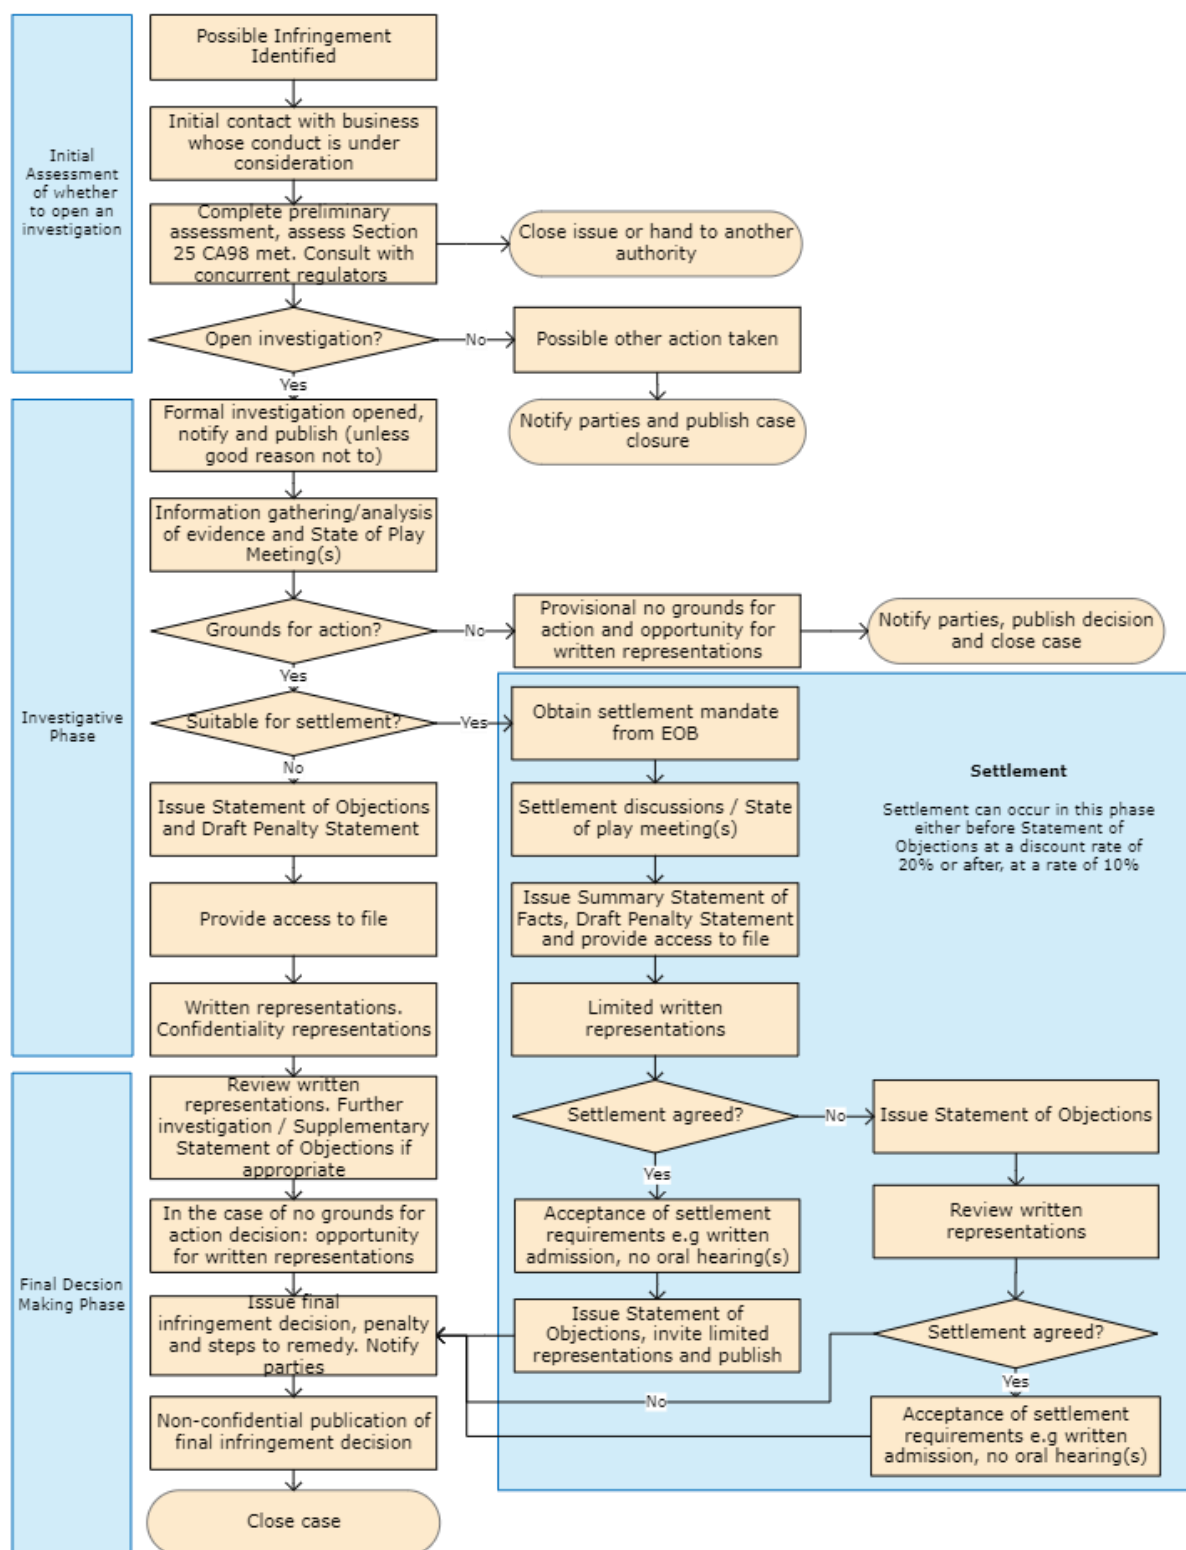 Possible Infringement
Identified
Initial contact with business
whose conduct is under
consideration
Initial
Assessment
of whether
to open an
investigation
Complete preliminary
assessment, assess Section
25 CA98 met. Consult with
concurrent regulators
Close issue or hand to another
authority
Open investigation?
No
Possible other action taken
Yes
Notify parties and publish case
closure
Formal investigation opened,
notify and publish (unless
good reason not to)
Information gathering/analysis
of evidence and State of Play
Meeting(s)
Grounds for action?
No
Provisional no grounds for
action and opportunity for
written representations
Notify parties, publish decision
and close case
Yes
Investigative
Phase
Suitable for settlement?
Yes
Obtain settlement mandate
from EOB
No
Settlement
Settlement can occur in this phase
either before Statement of
Objections at a discount rate of
20% or after, at a rate of 10%
Issue Statement of Objections
and Draft Penalty Statement
Settlement discussions / State
of play meeting(s)
Provide access to file
Issue Summary Statement of
Facts, Draft Penalty Statement
and provide access to file
Written representations.
Confidentiality representations
Limited written
representations
Review written
representations. Further
investigation / Supplementary
Statement of Objections if
appropriate
Settlement agreed?
No
Issue Statement of Objections
Yes
In the case of no grounds for
action decision: opportunity
for written representations
Acceptance of settlement
requirements e.g written
admission, no oral hearing(s)
Review written
representations
Final Decsion
Making Phase
Issue final
infringement decision, penalty
and steps to remedy. Notify
parties
Issue Statement of
Objections, invite limited
representations and publish
Settlement agreed?
Yes
No
Non-confidential publication of
final infringement decision
Acceptance of settlement
requirements e.g written
admission, no oral hearing(s)
Close case